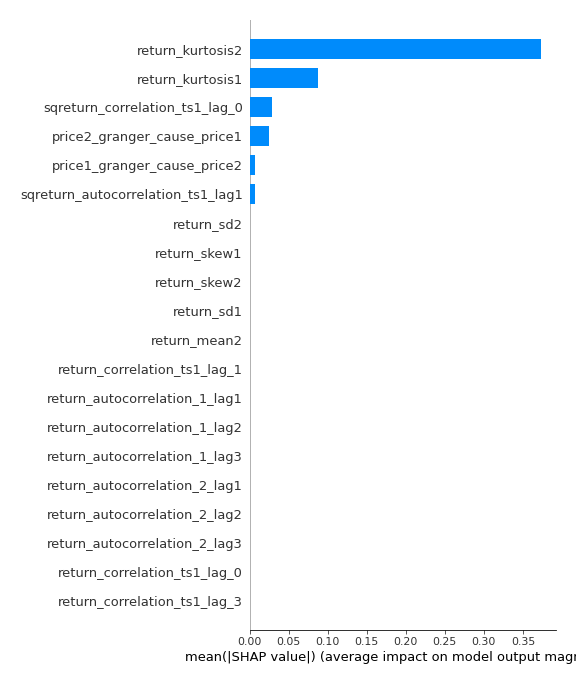 return_kurtosis2
return_kurtosis1
sqreturn_correlation_ts1_lag_0
price2_granger_cause_price1
price1_granger_cause_price2
sqreturn_autocorrelation_ts1_lag1
return_sd2
return_skew1
return_skew2
return_sd1
return_mean2
return_correlation_ts1_lag_1
return_autocorrelation_1_lag1
return_autocorrelation_1_lag2
return_autocorrelation_1_lag3
return_autocorrelation_2_lag1
return_autocorrelation_2_lag2
return_autocorrelation_2_lag3
return_correlation_ts1_lag_0
return_correlation_ts1_lag_3
0.00 0.05 0.10 0.15 0.20 0.25 0.30 0.35
mean(|SHAP value|) (average impact on model output magn